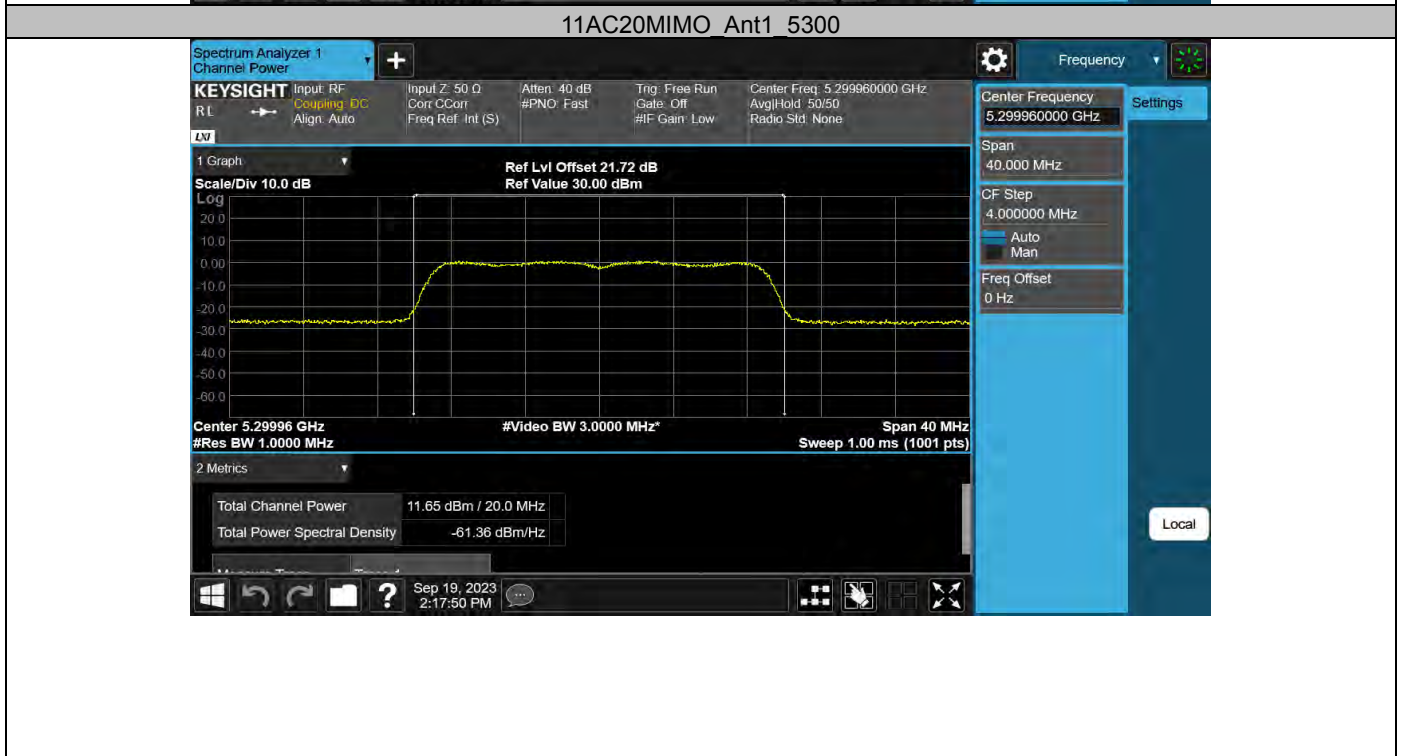 11AC20MIMO_Ant1_5300
Spectrum Analyzer 1
Channel Power
Frequency
KEYSIGHT
RL
LXI
Input: RF
Coupling: DC
Align: Auto
Input Z: 50 Ω
Corr CCorr
Freq Ref: Int (S)
Atten: 40 dB
#PNO: Fast
Trig: Free Run
Gate: Off
#IF Gain: Low
Center Freq: 5.299960000 GHz
Avg|Hold: 50/50
Radio Std: None
Center Frequency
5.299960000 GHz
Settings
Span
40.000 MHz
CF Step
4.000000 MHz
Auto
Man
Freq Offset
0 Hz
Local
1 Graph
Scale/Div 10.0 dB
Ref Lvl Offset 21.72 dB
Ref Value 30.00 dBm
Log
20.0
10.0
0.00
-10.0
-20.0
-30.0
-40.0
-50.0
-60.0
Center 5.29996 GHz
#Res BW 1.0000 MHz
#Video BW 3.0000 MHz*
Span 40 MHz
Sweep 1.00 ms (1001 pts)
2 Metrics
Total Channel Power 11.65 dBm / 20.0 MHz
Total Power Spectral Density -61.36 dBm/Hz
Sep 19, 2023
2:17:50 PM